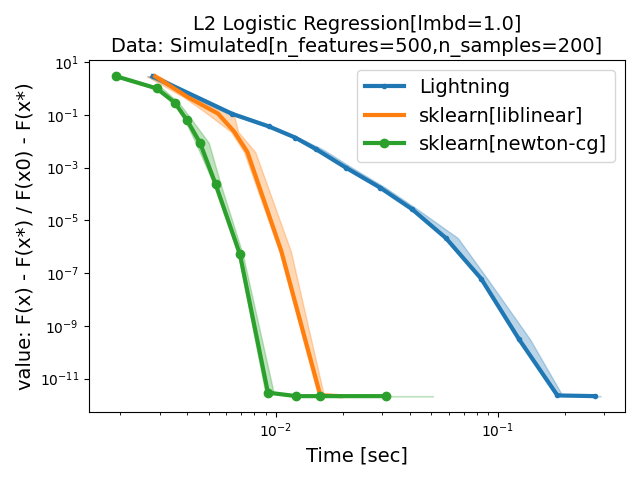 L2 Logistic Regression[lmbd=1.0]
Data: Simulated[n_features=500,n_samples=200]
value: F(x) - F(x*) / F(x0) - F(x*)
10¹
10⁻¹
10⁻³
10⁻⁵
10⁻⁷
10⁻⁹
10⁻¹¹
Lightning
sklearn[liblinear]
sklearn[newton-cg]
10⁻²
10⁻¹
Time [sec]